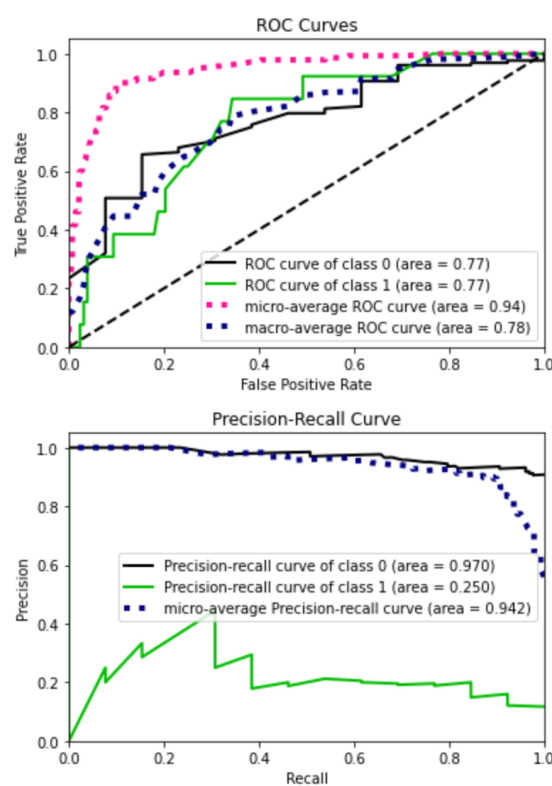 ROC Curves
1.0
0.8
0.6
0.4
0.2
0.0
True Positive Rate
ROC curve of class 0 (area = 0.77)
ROC curve of class 1 (area = 0.77)
micro-average ROC curve (area = 0.94)
macro-average ROC curve (area = 0.78)
0.0 0.2 0.4 0.6 0.8 1.0
False Positive Rate
Precision-Recall Curve
1.0
0.8
0.6
0.4
0.2
0.0
Precision
Precision-recall curve of class 0 (area = 0.970)
Precision-recall curve of class 1 (area = 0.250)
micro-average Precision-recall curve (area = 0.942)
0.0 0.2 0.4 0.6 0.8 1.0
Recall